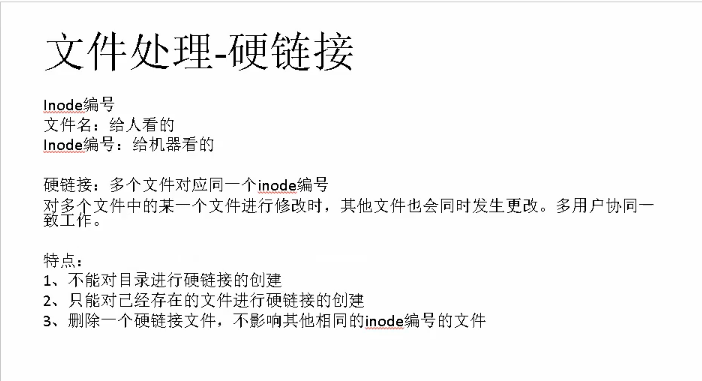 文件处理-硬链接
Inode编号
文件名：给人看的
Inode编号：给机器看的
硬链接：多个文件对应同一个inode编号
对多个文件中的某一个文件进行修改时，其他文件也会同时发生更改。多用户协同一
致工作。
特点：
1、不能对目录进行硬链接的创建
2、只能对已经存在的文件进行硬链接的创建
3、删除一个硬链接文件，不影响其他相同的inode编号的文件